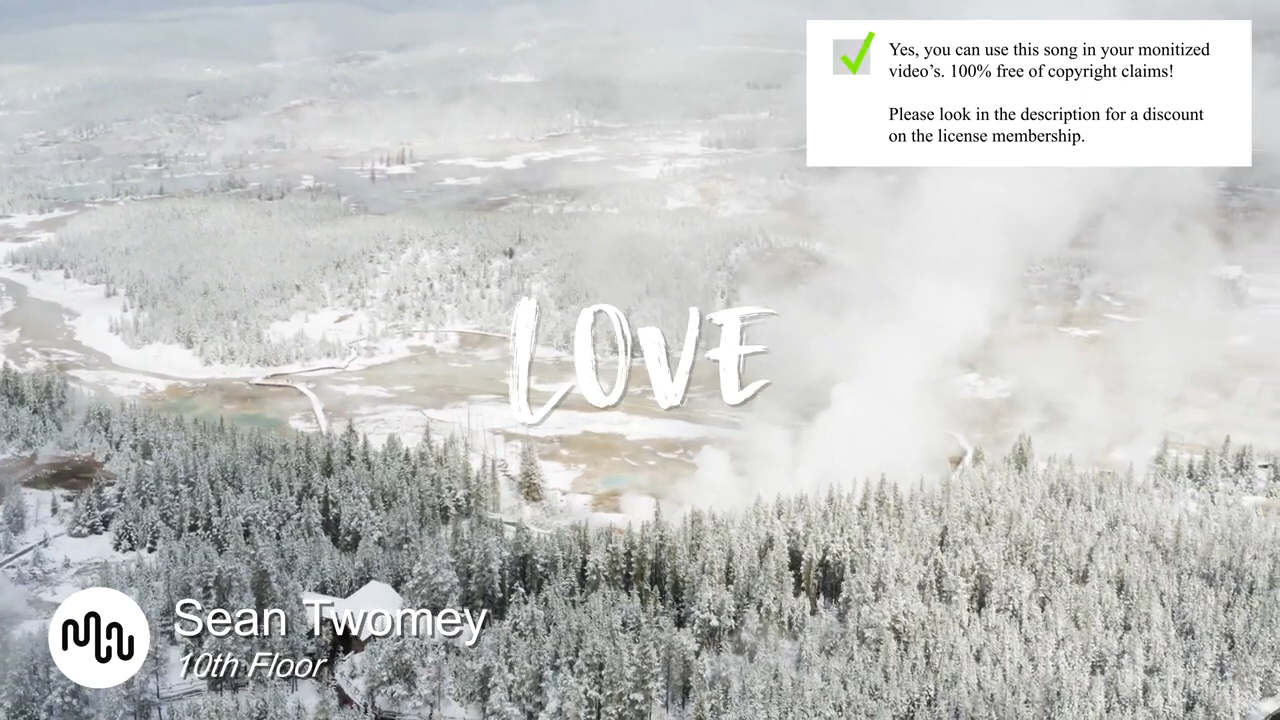 Yes, you can use this song in your monitized
video's. 100% free of copyright claims!
Please look in the description for a discount
on the license membership.
LOVE
Sean Twomey
10th Floor